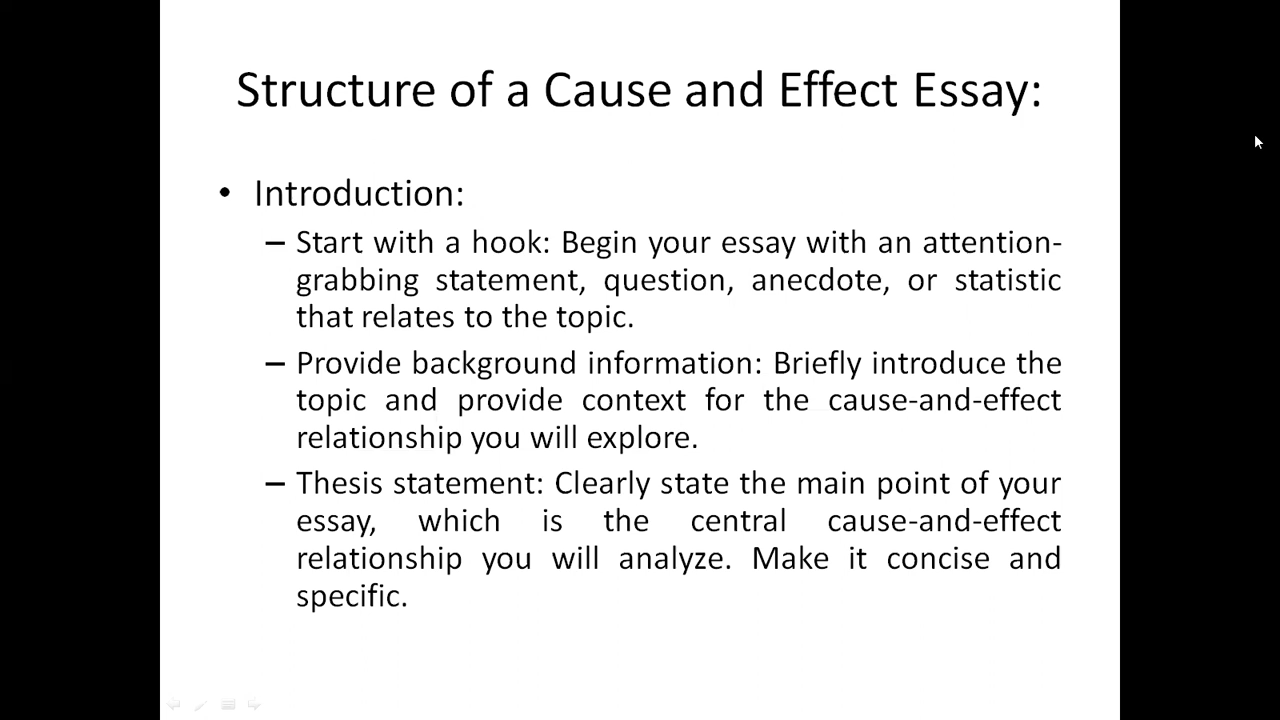 Structure of a Cause and Effect Essay:
• Introduction:
– Start with a hook: Begin your essay with an attention-
grabbing statement, question, anecdote, or statistic
that relates to the topic.
– Provide background information: Briefly introduce the
topic and provide context for the cause-and-effect
relationship you will explore.
– Thesis statement: Clearly state the main point of your
essay, which is the central cause-and-effect
relationship you will analyze. Make it concise and
specific.